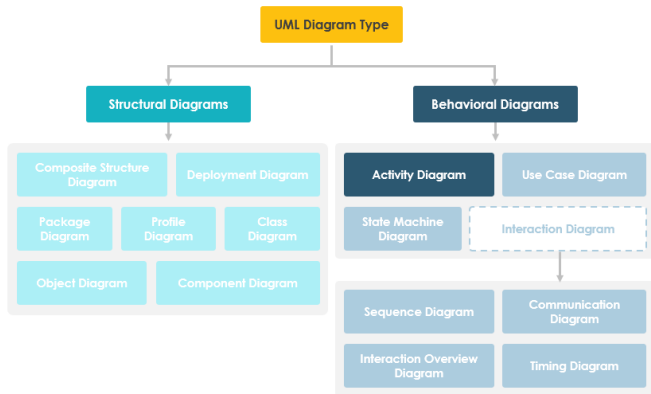 UML Diagram Type
Structural Diagrams
Behavioral Diagrams
Composite Structure
Diagram
Deployment Diagram
Package
Diagram
Profile
Diagram
Class
Diagram
Object Diagram
Component Diagram
Activity Diagram
Use Case Diagram
State Machine
Diagram
Interaction Diagram
Sequence Diagram
Communication
Diagram
Interaction Overview
Diagram
Timing Diagram